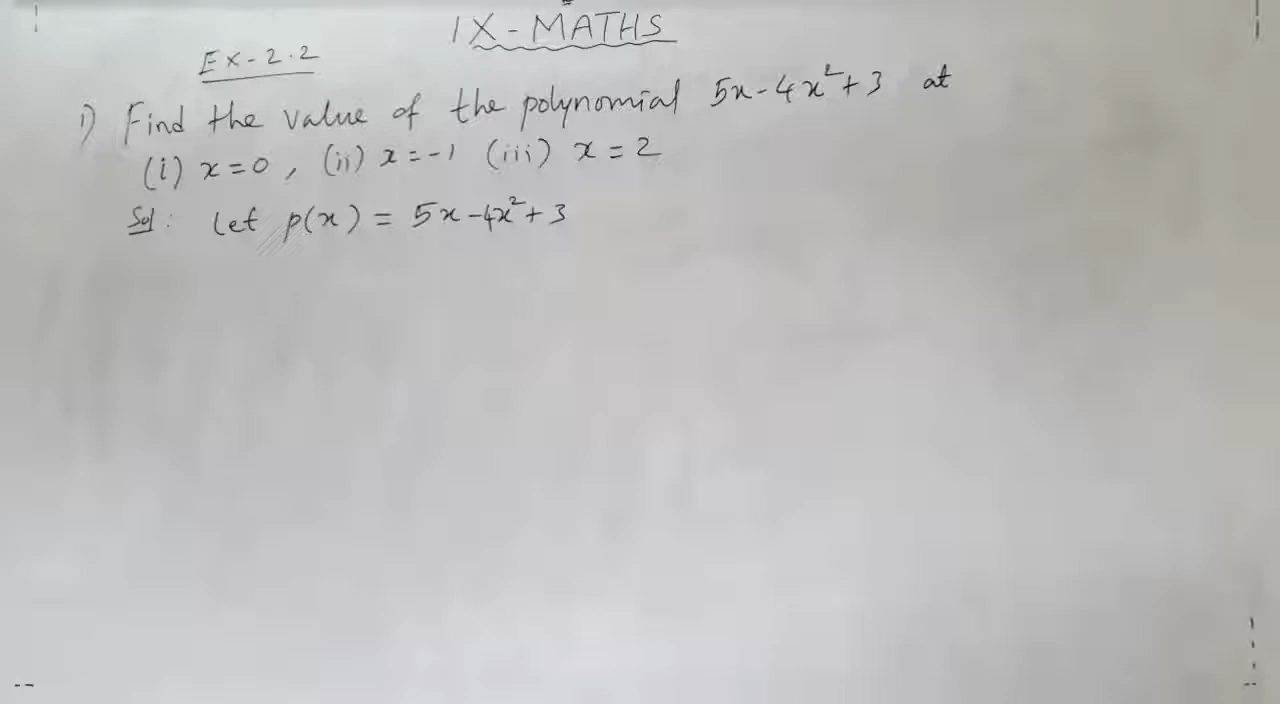 IX-MATHS
Ex-2.2
1) Find the value of the polynomial 5x-4x²+3 at
(i) x=0, (ii) x=-1 (iii) x=2
Sol: Let p(x) = 5x-4x²+3